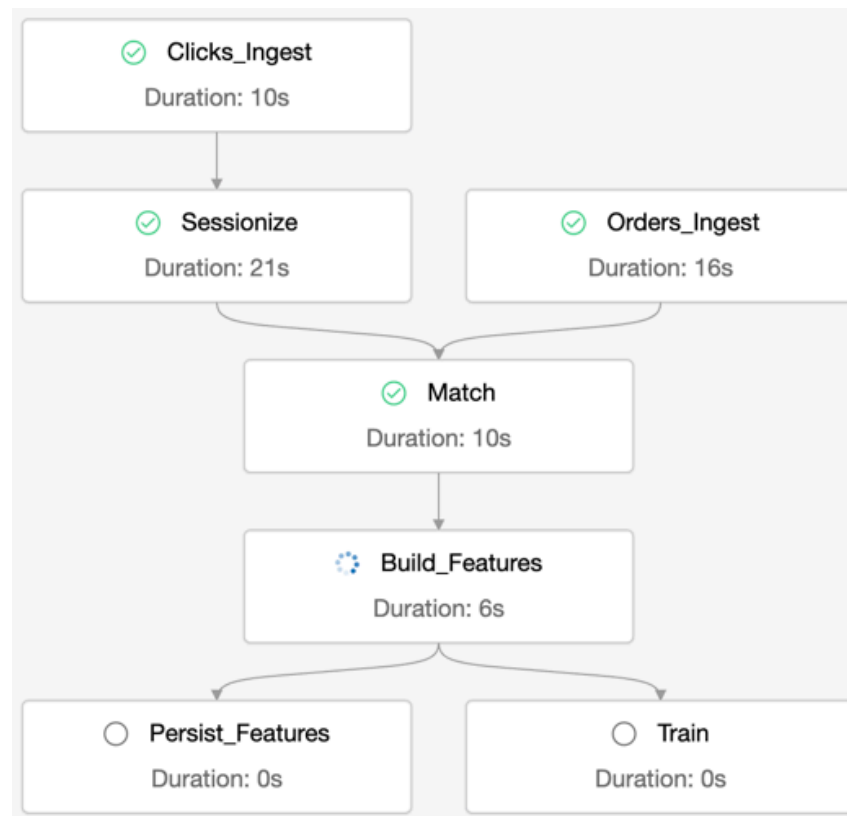 Clicks_Ingest
Duration: 10s
Sessionize
Duration: 21s
Orders_Ingest
Duration: 16s
Match
Duration: 10s
Build_Features
Duration: 6s
Persist_Features
Duration: 0s
Train
Duration: 0s